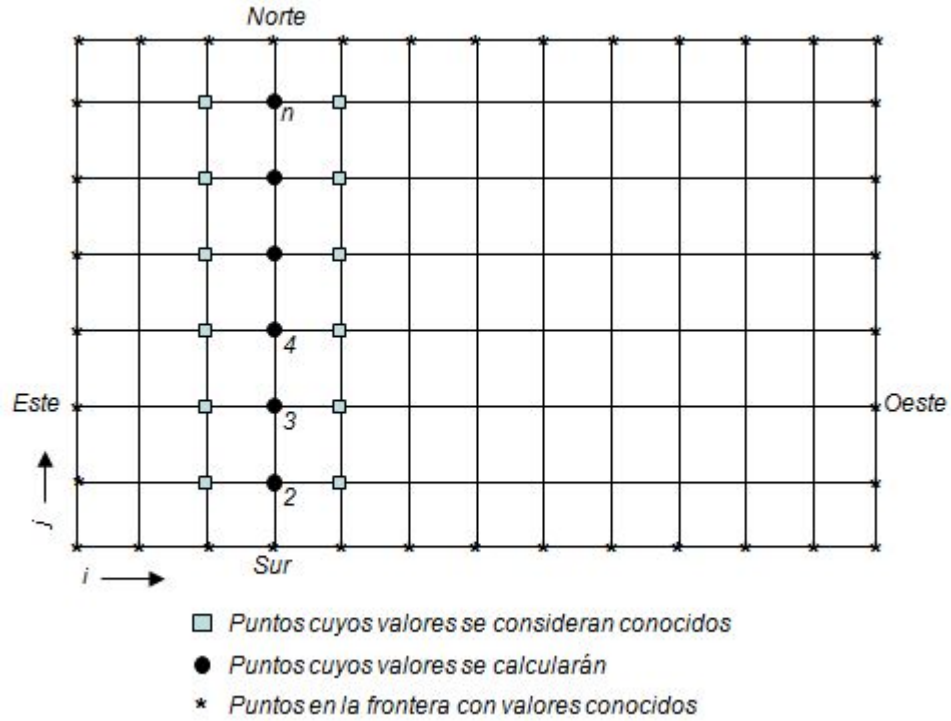 Norte
n
4
3
2
Este
Oeste
j
i
Sur
Puntos cuyos valores se consideran conocidos
Puntos cuyos valores se calcularán
* Puntos en la frontera con valores conocidos